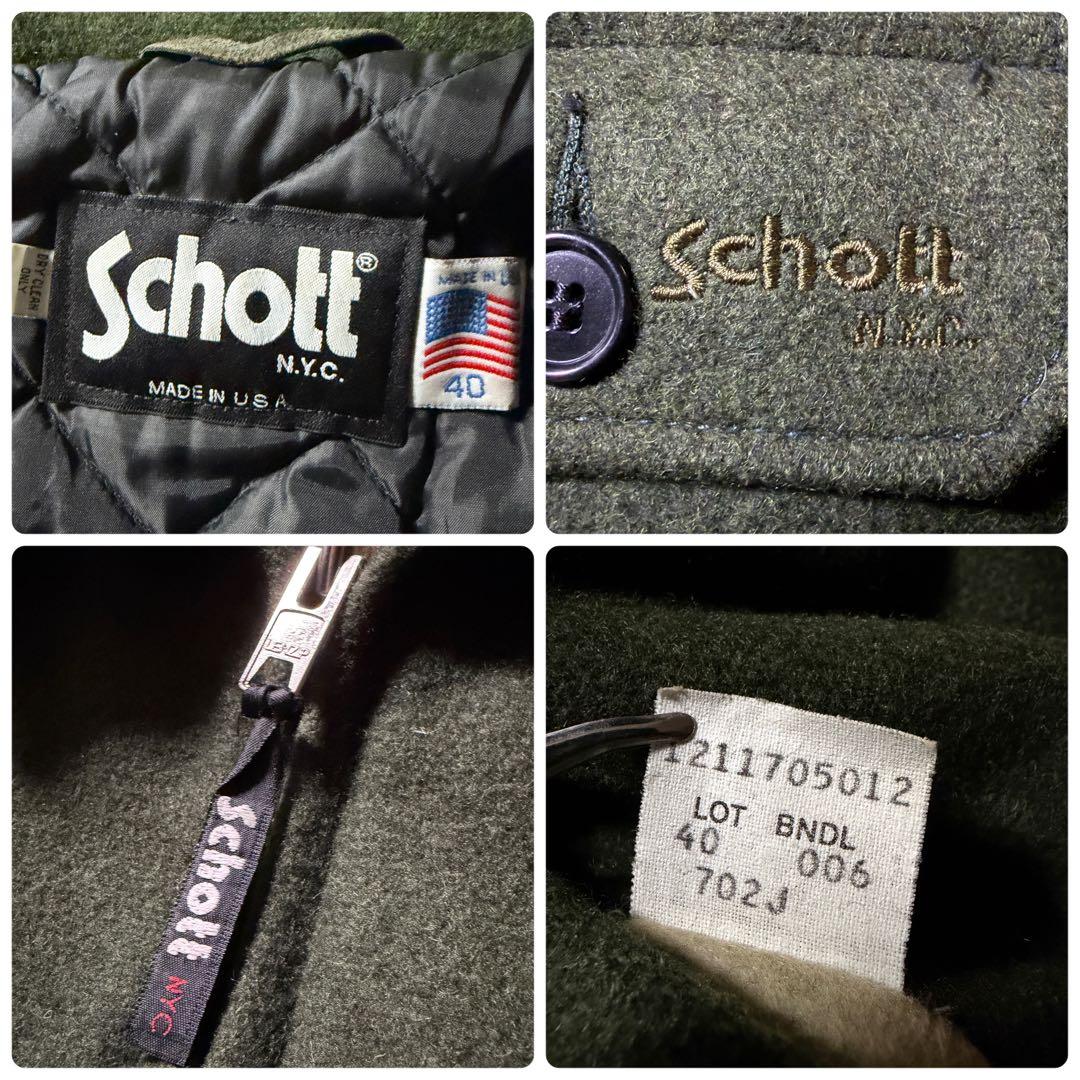 DRY CLEAN
ONLY
Schott®
N.Y.C.
MADE IN USA
MADE IN U
40
Schott
N.Y.C.
Schott NYC
1211705012
LOT BNDL
40 006
702J